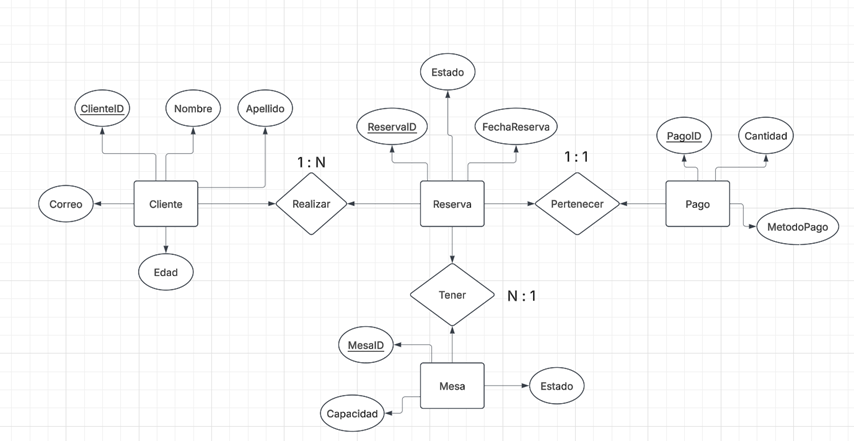 Estado
ClienteID
Nombre
Apellido
ReservaID
FechaReserva
PagoID
Cantidad
1 : N
1 : 1
Correo
Cliente
Realizar
Reserva
Pertenecer
Pago
MetodoPago
Edad
Tener
N : 1
MesaID
Mesa
Estado
Capacidad